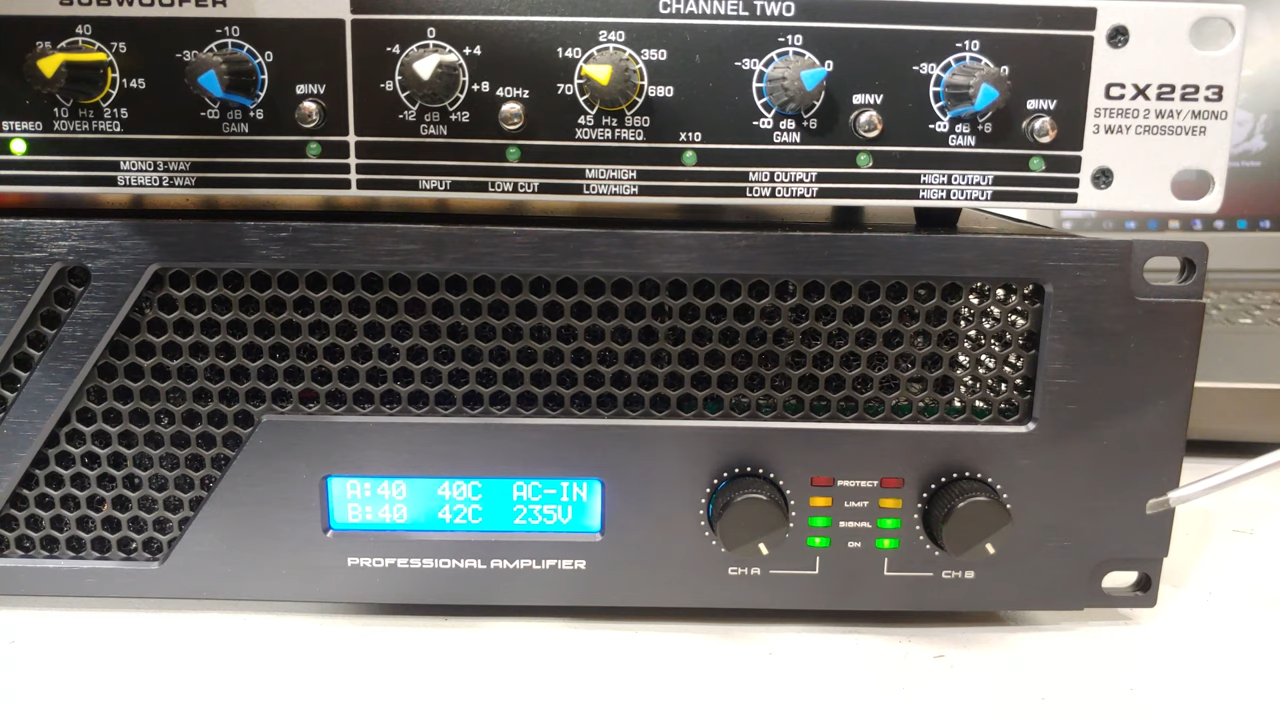 SUBWOOFER
CHANNEL TWO
25 40 75 145 215 10 Hz
XOVER FREQ.
-30 -10 0 +6 -∞ dB
GAIN
ØINV
-4 0 +4 -8 +8 -12 dB +12
GAIN
40Hz
140 240 350 70 680 45 Hz 960
XOVER FREQ.
X10
-30 -10 0 -∞ dB +6
GAIN
ØINV
-30 -10 0 -∞ dB +6
GAIN
ØINV
CX223
STEREO 2 WAY/MONO
3 WAY CROSSOVER
STEREO
MONO 3-WAY
STEREO 2-WAY
INPUT
LOW CUT
MID/HIGH
LOW/HIGH
MID OUTPUT
LOW OUTPUT
HIGH OUTPUT
HIGH OUTPUT
A:40 40C AC-IN
B:40 42C 235V
PROFESSIONAL AMPLIFIER
PROTECT
LIMIT
SIGNAL
ON
CH A
CH B